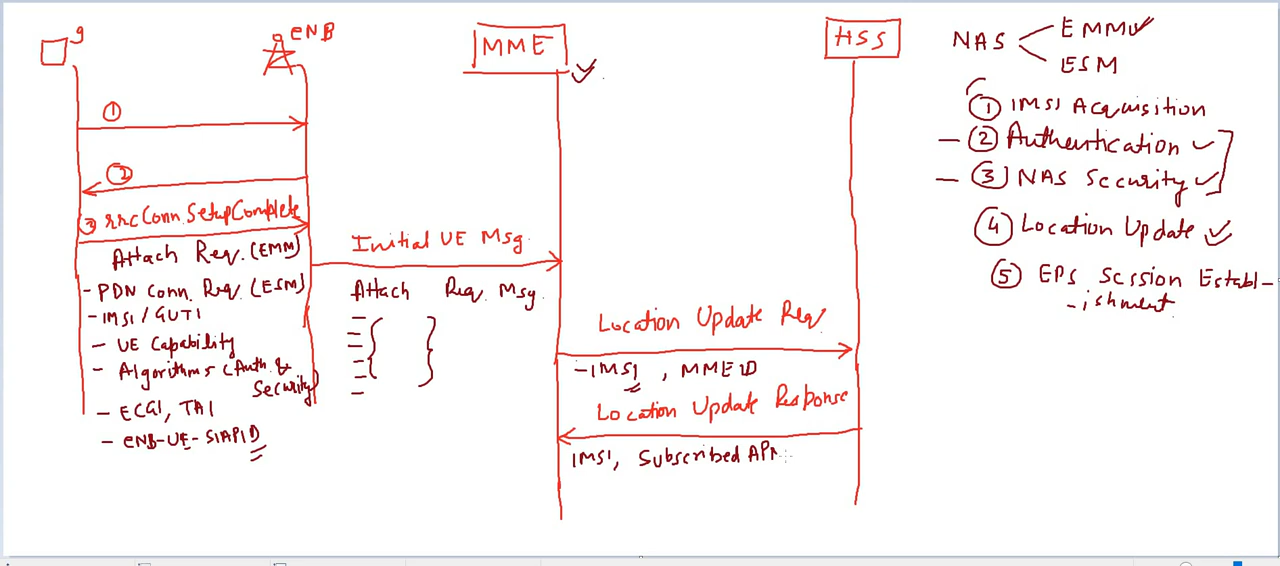 eNB
MME
HSS
NAS
EMM
ESM
① IMSI Acquisition
② Authentication
③ NAS Security
④ Location Update
⑤ EPS Session Establ-
-ishment
①
②
③ rrcConn.SetupComplete
Attach Req. (EMM)
- PDN Conn. Req. (ESM)
- IMSI / GUTI
- UE Capability
- Algorithms (Auth. &
Security)
- ECGI, TAI
- eNB-UE-S1APID
Initial UE Msg.
Attach Req. Msg.
Location Update Req
- IMSI, MME ID
Location Update Response
IMSI, Subscribed APN